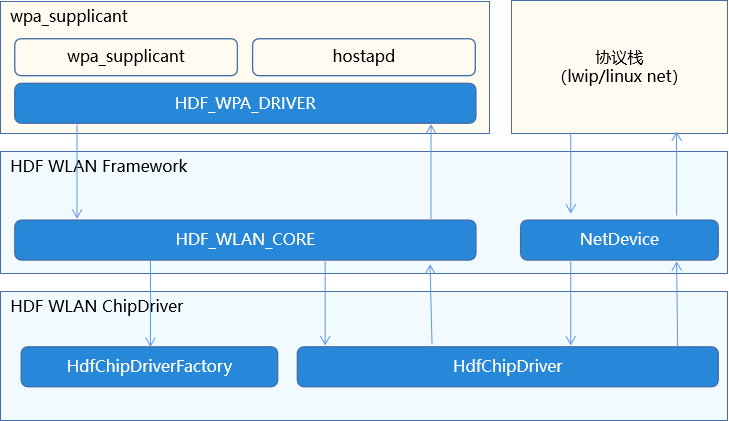 wpa_supplicant
wpa_supplicant
hostapd
HDF_WPA_DRIVER
协议栈
(lwip/linux net)
HDF WLAN Framework
HDF_WLAN_CORE
NetDevice
HDF WLAN ChipDriver
HdfChipDriverFactory
HdfChipDriver